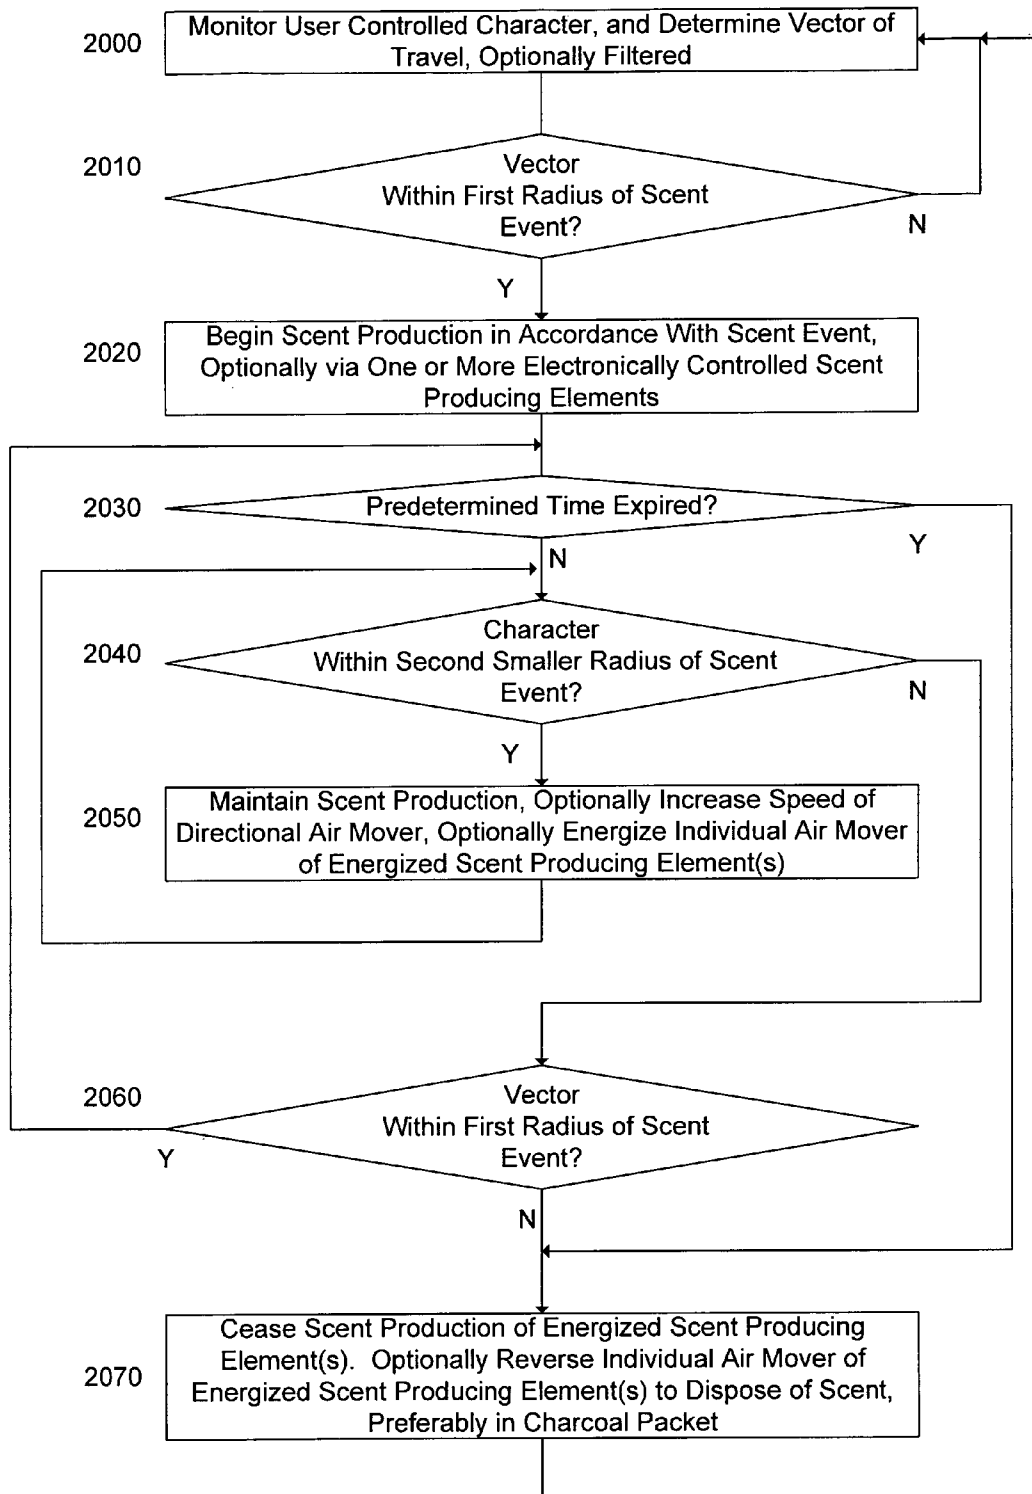 2000
Monitor User Controlled Character, and Determine Vector of
Travel, Optionally Filtered
2010
Vector
Within First Radius of Scent
Event?
N
Y
2020
Begin Scent Production in Accordance With Scent Event,
Optionally via One or More Electronically Controlled Scent
Producing Elements
2030
Predetermined Time Expired?
Y
N
2040
Character
Within Second Smaller Radius of Scent
Event?
N
Y
2050
Maintain Scent Production, Optionally Increase Speed of
Directional Air Mover, Optionally Energize Individual Air Mover
of Energized Scent Producing Element(s)
2060
Vector
Within First Radius of Scent
Event?
Y
N
2070
Cease Scent Production of Energized Scent Producing
Element(s). Optionally Reverse Individual Air Mover of
Energized Scent Producing Element(s) to Dispose of Scent,
Preferably in Charcoal Packet